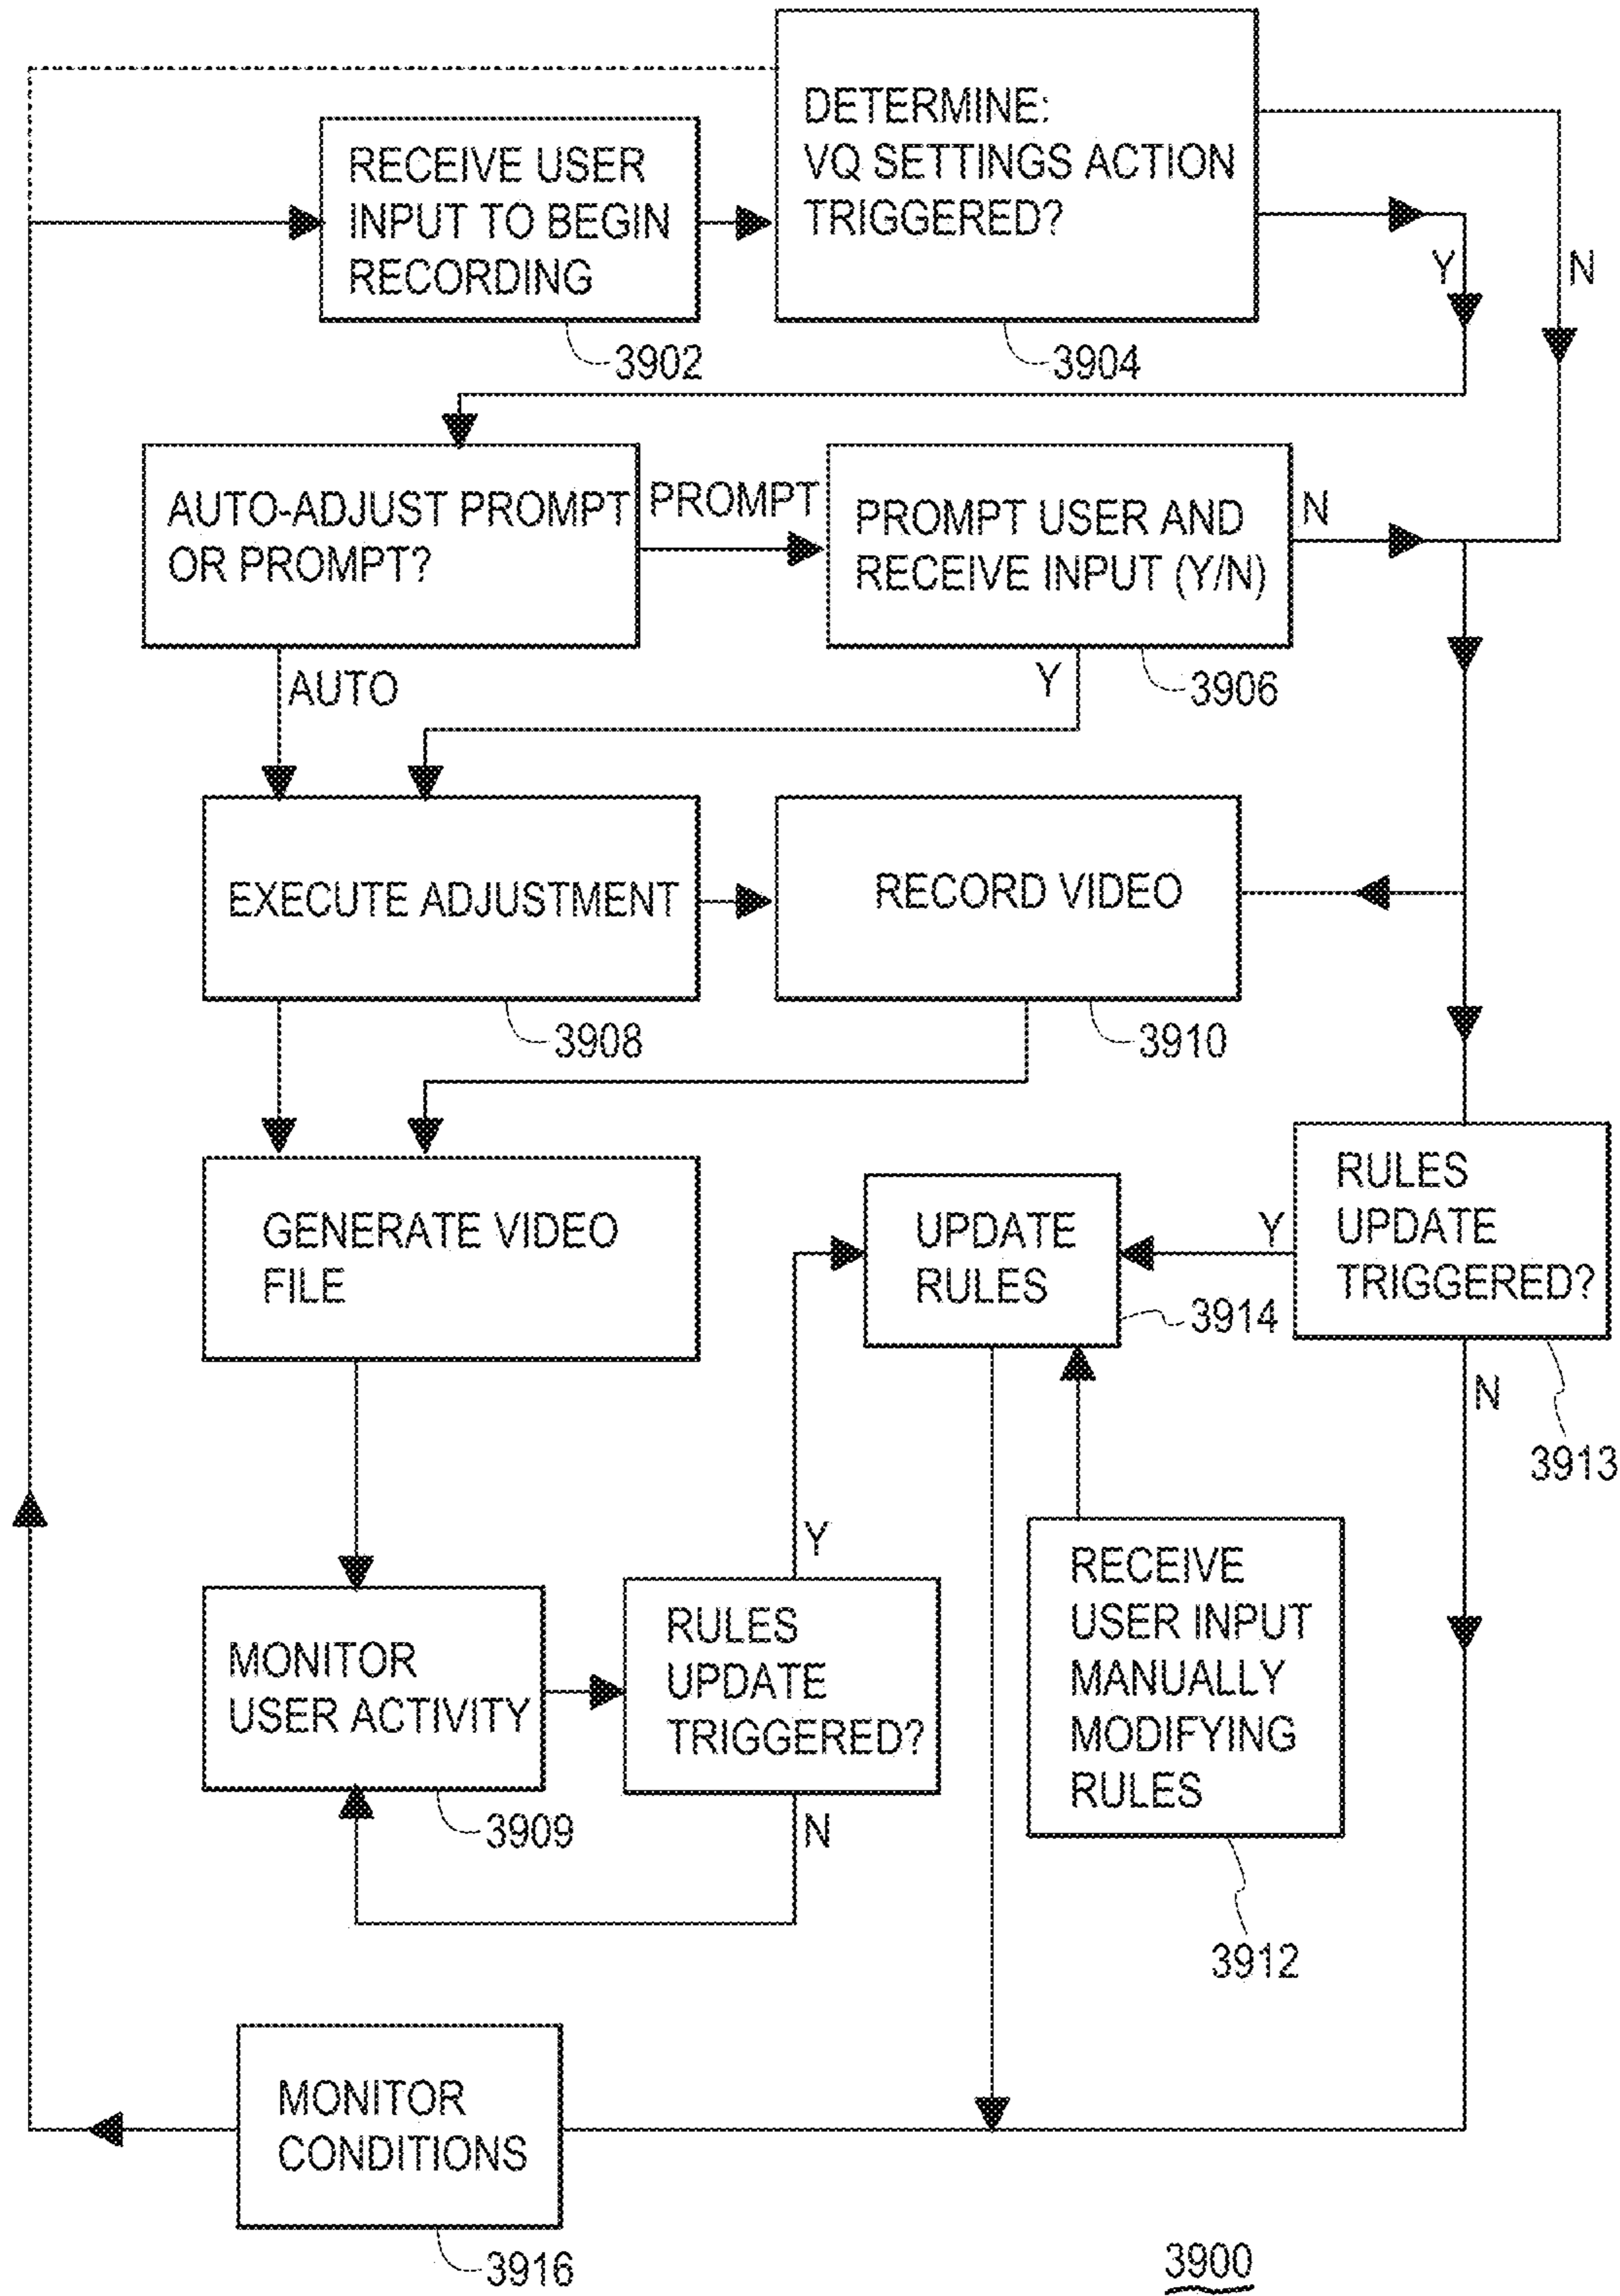 DETERMINE:
VQ SETTINGS ACTION
TRIGGERED?
RECEIVE USER
INPUT TO BEGIN
RECORDING
Y
N
3902
3904
AUTO-ADJUST PROMPT
OR PROMPT?
PROMPT
PROMPT USER AND
RECEIVE INPUT (Y/N)
N
AUTO
Y
3906
EXECUTE ADJUSTMENT
RECORD VIDEO
3908
3910
GENERATE VIDEO
FILE
UPDATE
RULES
Y
RULES
UPDATE
TRIGGERED?
3914
N
3913
Y
MONITOR
USER ACTIVITY
RULES
UPDATE
TRIGGERED?
RECEIVE
USER INPUT
MANUALLY
MODIFYING
RULES
3909
N
3912
MONITOR
CONDITIONS
3916
3900